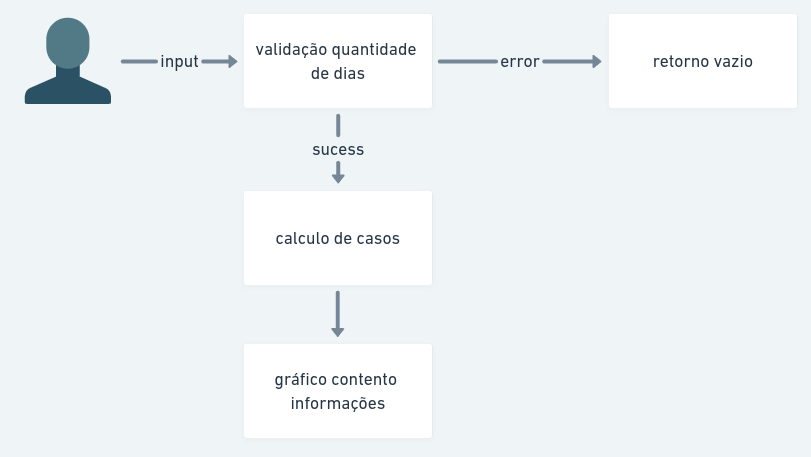 input
validação quantidade
de dias
error
retorno vazio
sucess
calculo de casos
gráfico contento
informações